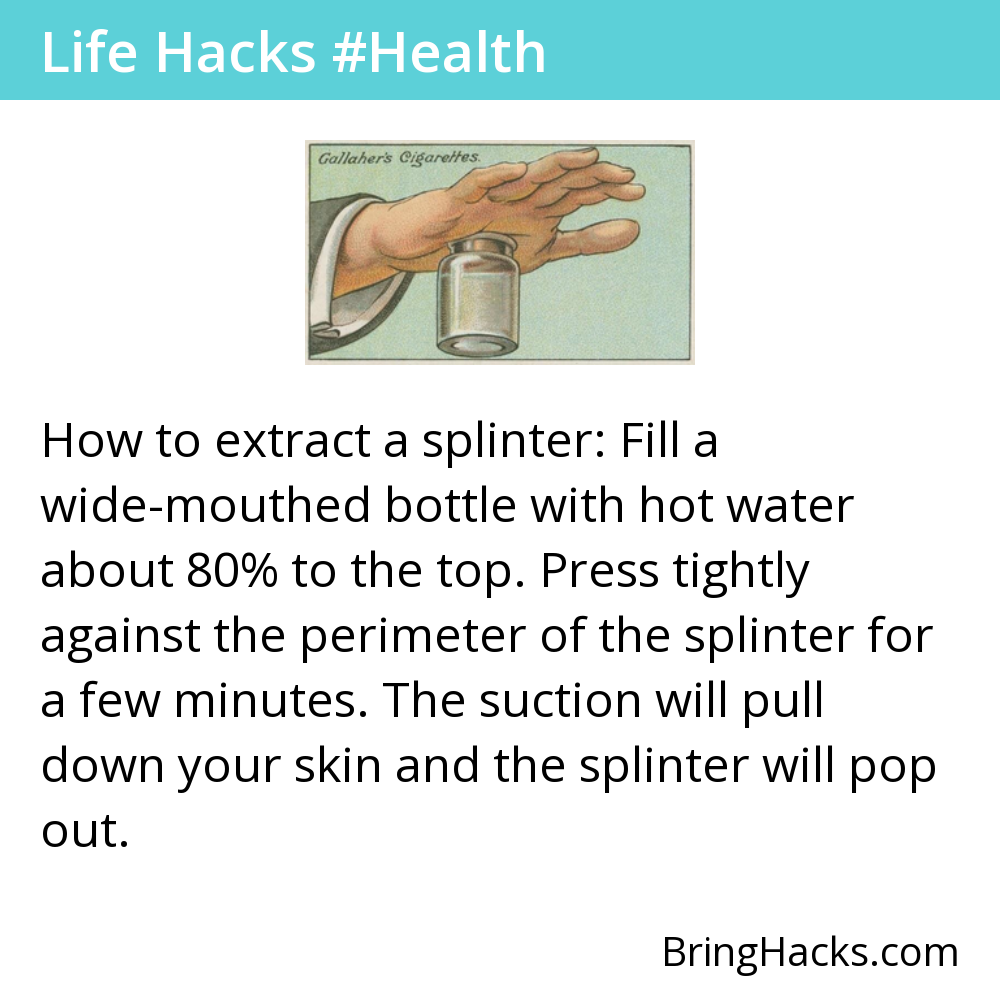 Life Hacks #Health
Gallaher's Cigarettes.
How to extract a splinter: Fill a
wide-mouthed bottle with hot water
about 80% to the top. Press tightly
against the perimeter of the splinter for
a few minutes. The suction will pull
down your skin and the splinter will pop
out.
BringHacks.com